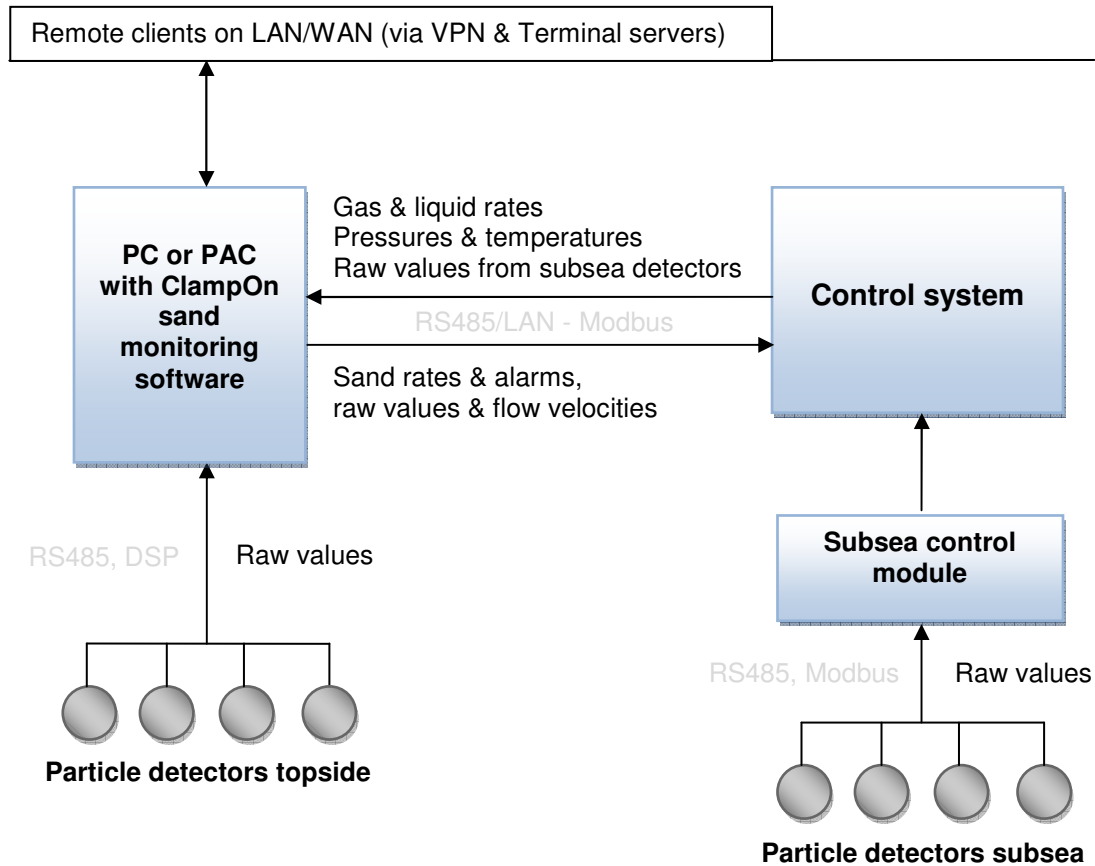 Remote clients on LAN/WAN (via VPN & Terminal servers)
PC or PAC
with ClampOn
sand
monitoring
software
Gas & liquid rates
Pressures & temperatures
Raw values from subsea detectors
RS485/LAN - Modbus
Sand rates & alarms,
raw values & flow velocities
Control system
Subsea control
module
RS485, DSP
Raw values
RS485, Modbus
Raw values
Particle detectors topside
Particle detectors subsea